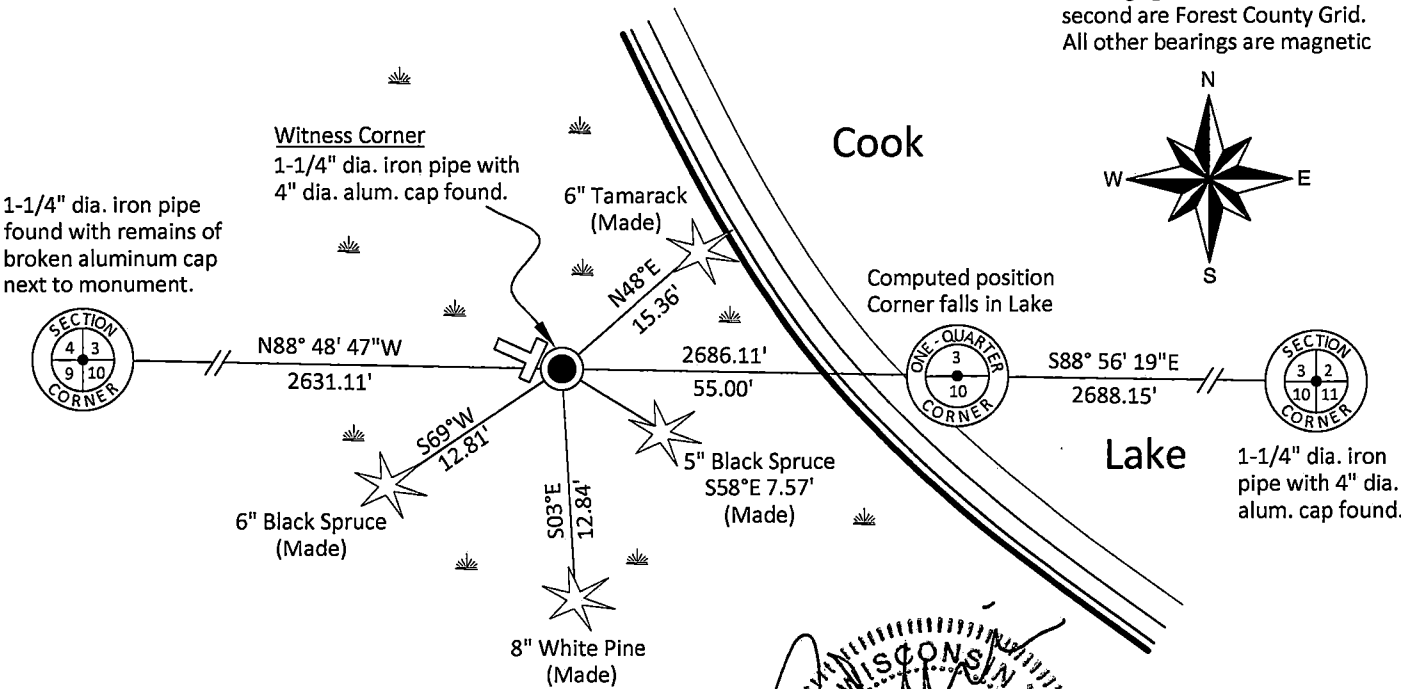 second are Forest County Grid.
All other bearings are magnetic
N
W
E
S
Cook
Lake
Witness Corner
1-1/4" dia. iron pipe with
4" dia. alum. cap found.
6" Tamarack
(Made)
1-1/4" dia. iron pipe
found with remains of
broken aluminum cap
next to monument.
Computed position
Corner falls in Lake
SECTION
4 3
9 10
CORNER
N88° 48' 47"W
2631.11'
N48°E
15.36'
2686.11'
55.00'
ONE-QUARTER
3
10
CORNER
S88° 56' 19"E
2688.15'
SECTION
3 2
10 11
CORNER
1-1/4" dia. iron
pipe with 4" dia.
alum. cap found.
S69°W
12.81'
6" Black Spruce
(Made)
S03°E
12.84'
5" Black Spruce
S58°E 7.57'
(Made)
8" White Pine
(Made)
WISCONSIN